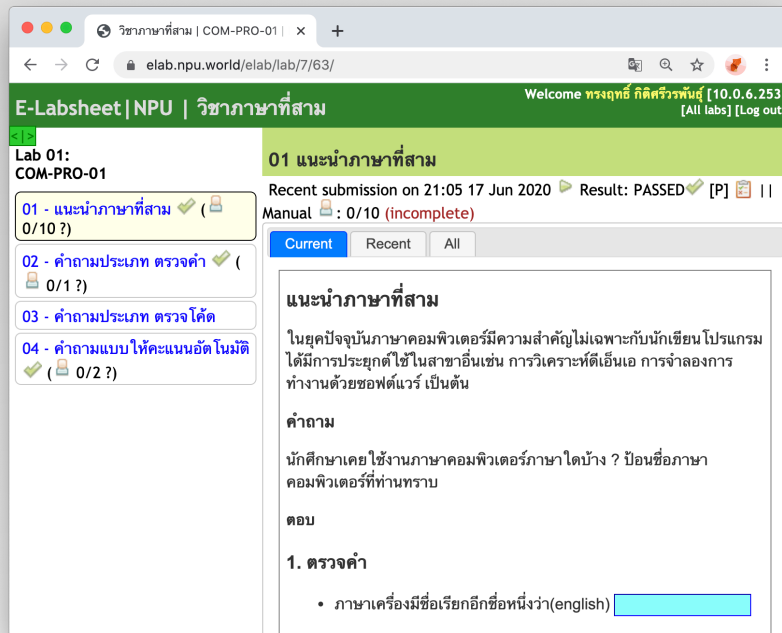 วิชาภาษาที่สาม | COM-PRO-01 |
elab.npu.world/elab/lab/7/63/
E-Labsheet|NPU | วิชาภาษาที่สาม
Welcome ทรงฤทธิ์ กิติศรีวรพันธุ์ [10.0.6.253
[All labs] [Log out
<|>
Lab 01:
COM-PRO-01
01 - แนะนำภาษาที่สาม (
0/10 ?)
02 - คำถามประเภท ตรวจคำ (
0/1 ?)
03 - คำถามประเภท ตรวจโค้ด
04 - คำถามแบบให้คะแนนอัตโนมัติ
( 0/2 ?)
01 แนะนำภาษาที่สาม
Recent submission on 21:05 17 Jun 2020 Result: PASSED [P] ||
Manual : 0/10 (incomplete)
Current Recent All
แนะนำภาษาที่สาม
ในยุคปัจจุบันภาษาคอมพิวเตอร์มีความสำคัญไม่เฉพาะกับนักเขียนโปรแกรม
ได้มีการประยุกต์ใช้ในสาขาอื่นเช่น การวิเคราะห์ดีเอ็นเอ การจำลองการ
ทำงานด้วยซอฟต์แวร์ เป็นต้น
คำถาม
นักศึกษาเคยใช้งานภาษาคอมพิวเตอร์ภาษาใดบ้าง ? ป้อนชื่อภาษา
คอมพิวเตอร์ที่ท่านทราบ
ตอบ
1. ตรวจคำ
• ภาษาเครื่องมีชื่อเรียกอีกชื่อหนึ่งว่า(english)